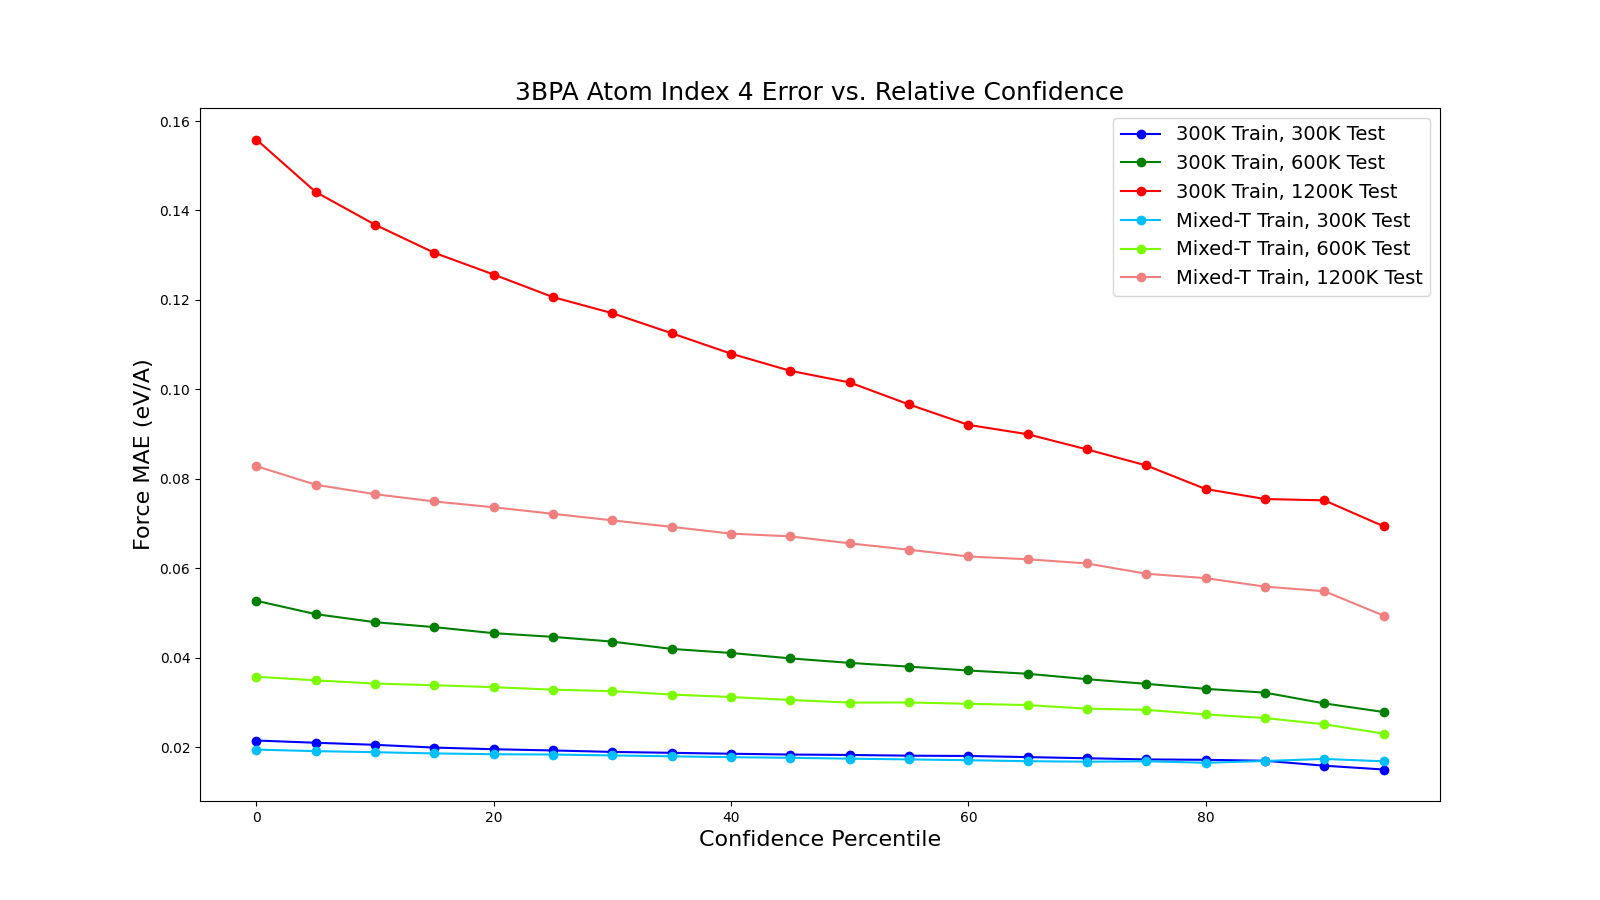 3BPA Atom Index 4 Error vs. Relative Confidence
Force MAE (eV/A)
0.16
0.14
0.12
0.10
0.08
0.06
0.04
0.02
300K Train, 300K Test
300K Train, 600K Test
300K Train, 1200K Test
Mixed-T Train, 300K Test
Mixed-T Train, 600K Test
Mixed-T Train, 1200K Test
0 20 40 60 80
Confidence Percentile